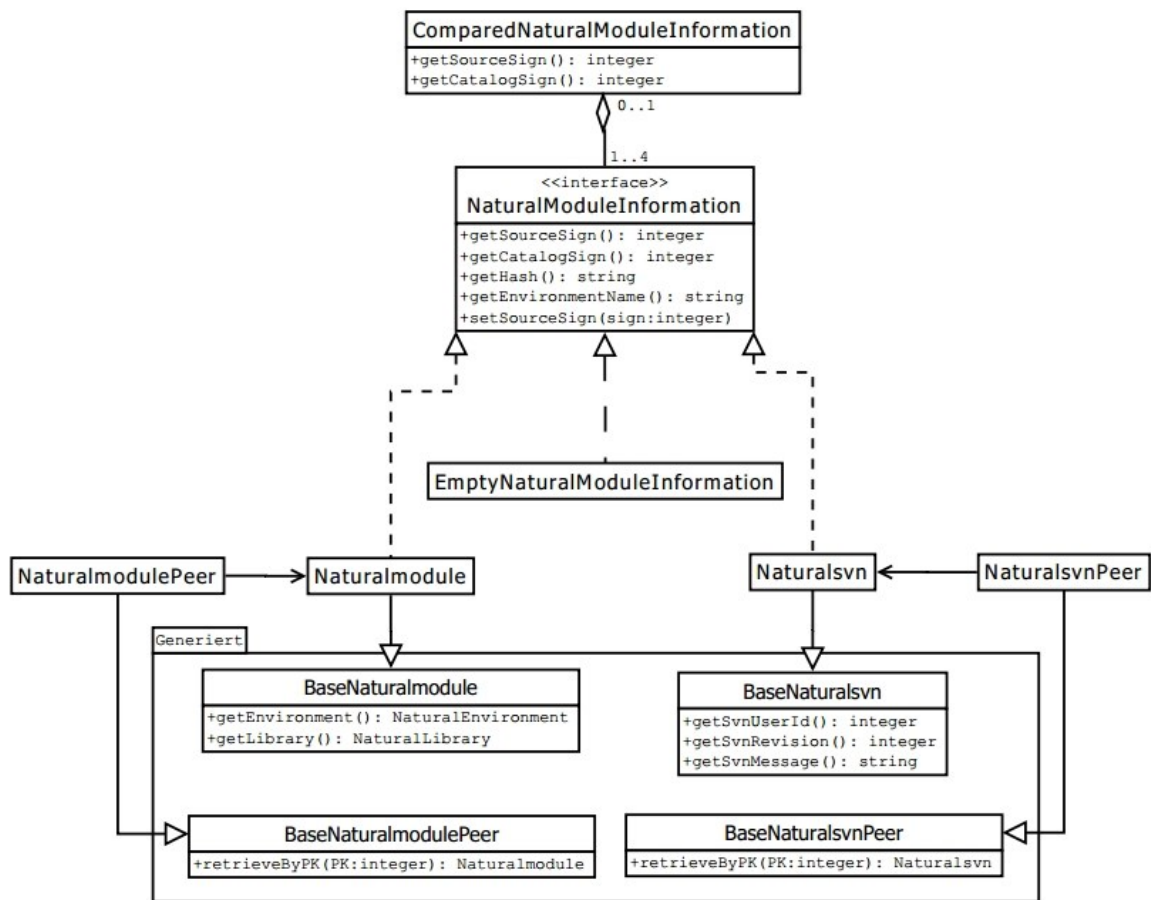 ComparedNaturalModuleInformation
+getSourceSign(): integer
+getCatalogSign(): integer
0..1
1..4
<<interface>>
NaturalModuleInformation
+getSourceSign(): integer
+getCatalogSign(): integer
+getHash(): string
+getEnvironmentName(): string
+setSourceSign(sign:integer)
EmptyNaturalModuleInformation
NaturalmodulePeer
Naturalmodule
Naturalsvn
NaturalsvnPeer
Generiert
BaseNaturalmodule
+getEnvironment(): NaturalEnvironment
+getLibrary(): NaturalLibrary
BaseNaturalsvn
+getSvnUserId(): integer
+getSvnRevision(): integer
+getSvnMessage(): string
BaseNaturalmodulePeer
+retrieveByPK(PK:integer): Naturalmodule
BaseNaturalsvnPeer
+retrieveByPK(PK:integer): Naturalsvn